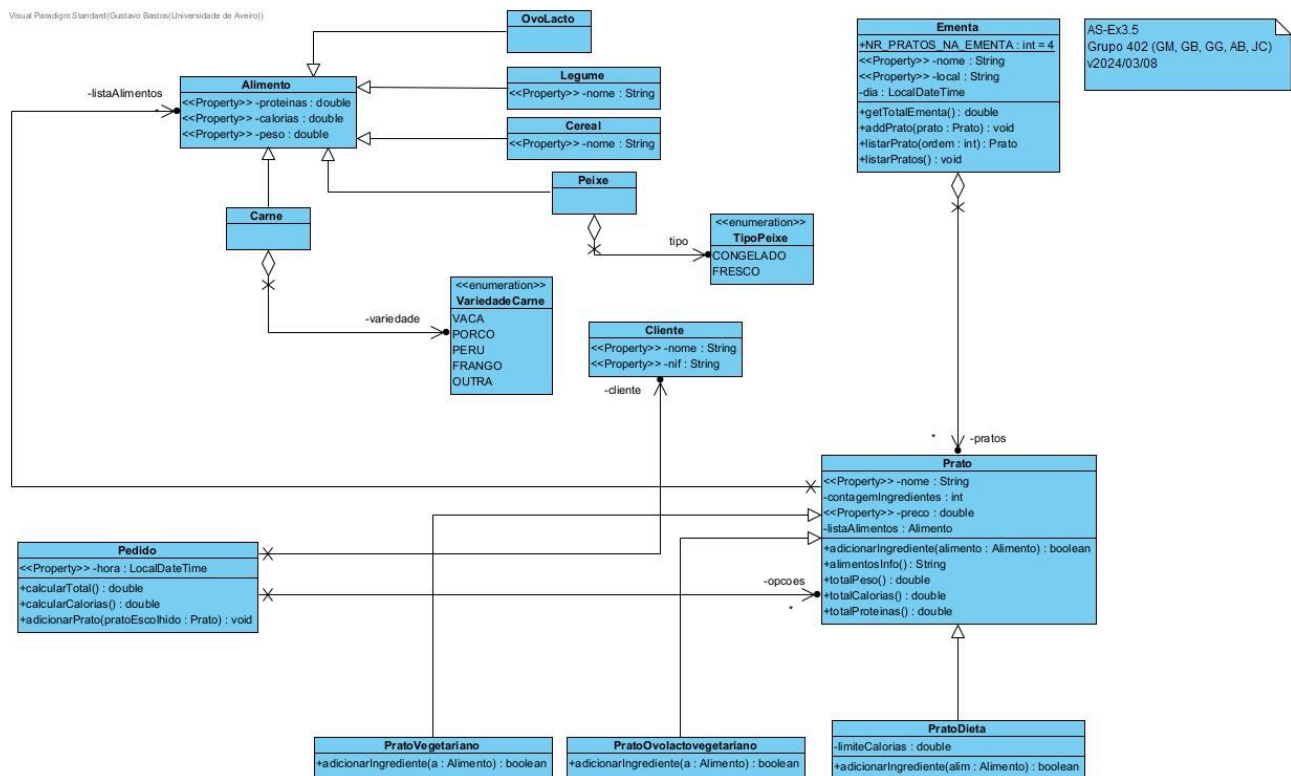 Visual Paradigm Standard(Gustavo Bastos(Universidade de Aveiro))
OvoLacto
Alimento
<<Property>> -proteinas : double
<<Property>> -calorias : double
<<Property>> -peso : double
-listaAlimentos
*
Legume
<<Property>> -nome : String
Cereal
<<Property>> -nome : String
Peixe
Carne
tipo
<<enumeration>>
TipoPeixe
CONGELADO
FRESCO
-variedade
<<enumeration>>
VariedadeCarne
VACA
PORCO
PERU
FRANGO
OUTRA
Ementa
+NR_PRATOS_NA_EMENTA : int = 4
<<Property>> -nome : String
<<Property>> -local : String
-dia : LocalDateTime
+getTotalEmenta() : double
+addPrato(prato : Prato) : void
+listarPrato(ordem : int) : Prato
+listarPratos() : void
AS-Ex3.5
Grupo 402 (GM, GB, GG, AB, JC)
v2024/03/08
Cliente
<<Property>> -nome : String
<<Property>> -nif : String
-cliente
*
-pratos
Prato
<<Property>> -nome : String
-contagemIngredientes : int
<<Property>> -preco : double
-listaAlimentos : Alimento
+adicionarIngrediente(alimento : Alimento) : boolean
+alimentosInfo() : String
+totalPeso() : double
+totalCalorias() : double
+totalProteinas() : double
Pedido
<<Property>> -hora : LocalDateTime
+calcularTotal() : double
+calcularCalorias() : double
+adicionarPrato(pratoEscolhido : Prato) : void
-opcoes
*
PratoVegetariano
+adicionarIngrediente(a : Alimento) : boolean
PratoOvolactovegetariano
+adicionarIngrediente(a : Alimento) : boolean
PratoDieta
-limiteCalorias : double
+adicionarIngrediente(alim : Alimento) : boolean